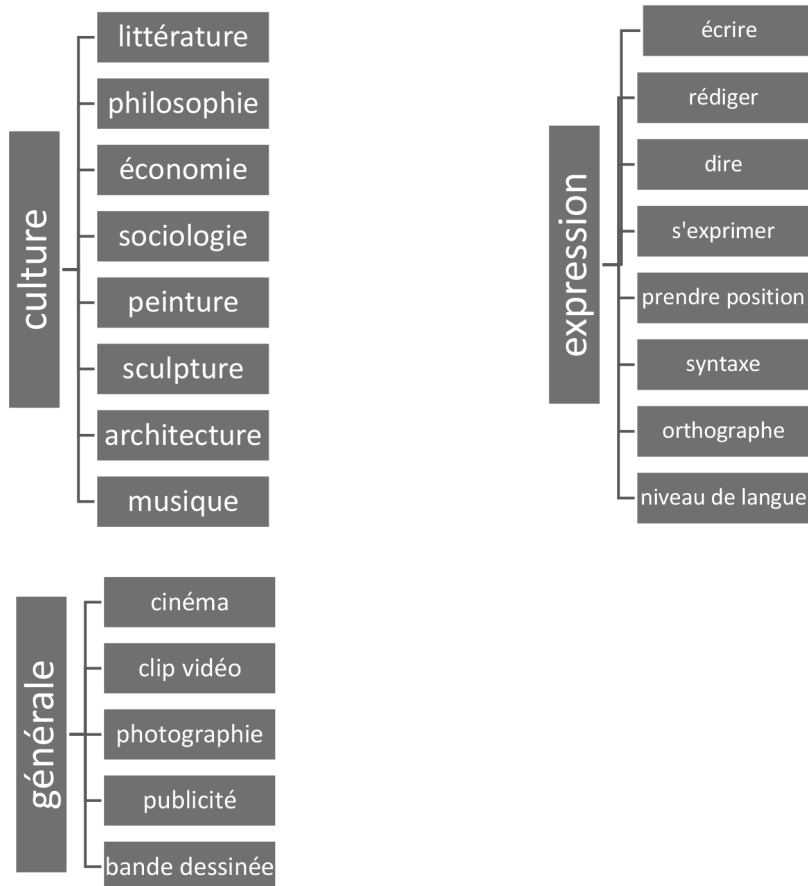 culture
littérature
philosophie
économie
sociologie
peinture
sculpture
architecture
musique
expression
écrire
rédiger
dire
s'exprimer
prendre position
syntaxe
orthographe
niveau de langue
générale
cinéma
clip vidéo
photographie
publicité
bande dessinée